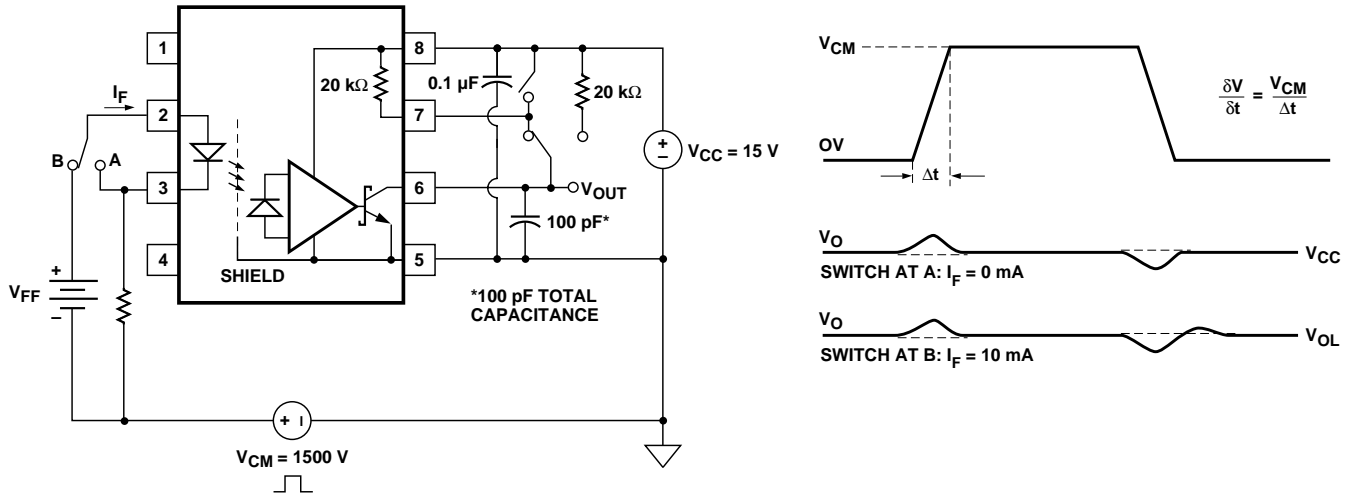 1
8
20 kΩ
0.1 µF
20 kΩ
I_F
2
7
B
A
V_CC = 15 V
3
6
V_OUT
100 pF*
4
5
SHIELD
+
V_FF
–
*100 pF TOTAL
CAPACITANCE
+
–
+ I
V_CM = 1500 V
V_CM
δV/δt = V_CM/Δt
OV
Δt
V_O
V_CC
SWITCH AT A: I_F = 0 mA
V_O
V_OL
SWITCH AT B: I_F = 10 mA